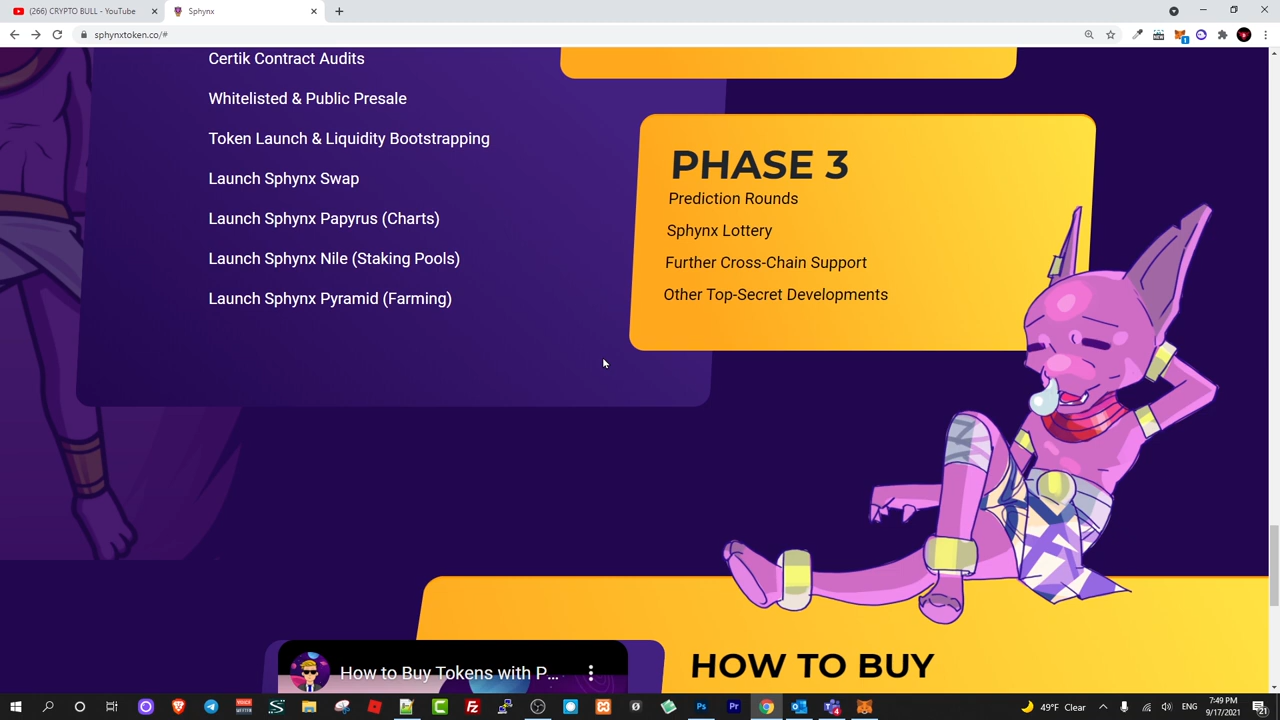 (266) CRYPTO BULL - YouTube
Sphynx
sphynxtoken.co/#
Certik Contract Audits
Whitelisted & Public Presale
Token Launch & Liquidity Bootstrapping
Launch Sphynx Swap
Launch Sphynx Papyrus (Charts)
Launch Sphynx Nile (Staking Pools)
Launch Sphynx Pyramid (Farming)
PHASE 3
Prediction Rounds
Sphynx Lottery
Further Cross-Chain Support
Other Top-Secret Developments
How to Buy Tokens with P...
HOW TO BUY
49°F Clear
ENG
7:49 PM
9/17/2021